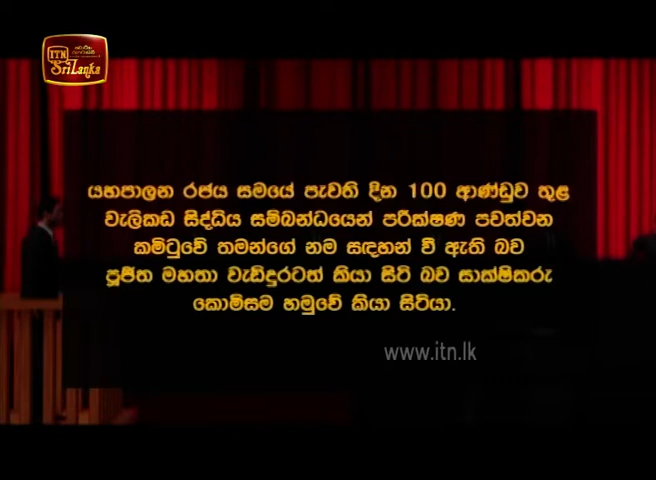 ITN
Sri Lanka
යහපාලන රජය සමයේ පැවති දින 100 ආණ්ඩුව තුළ
වැලිකඩ සිද්ධිය සම්බන්ධයෙන් පරීක්ෂණ පවත්වන
කමිටුවේ තමන්ගේ නම සඳහන් වී ඇති බව
පූජිත මහතා වැඩිදුරටත් කියා සිටි බව සාක්ෂිකරු
කොමිසම හමුවේ කියා සිටියා.
www.itn.lk